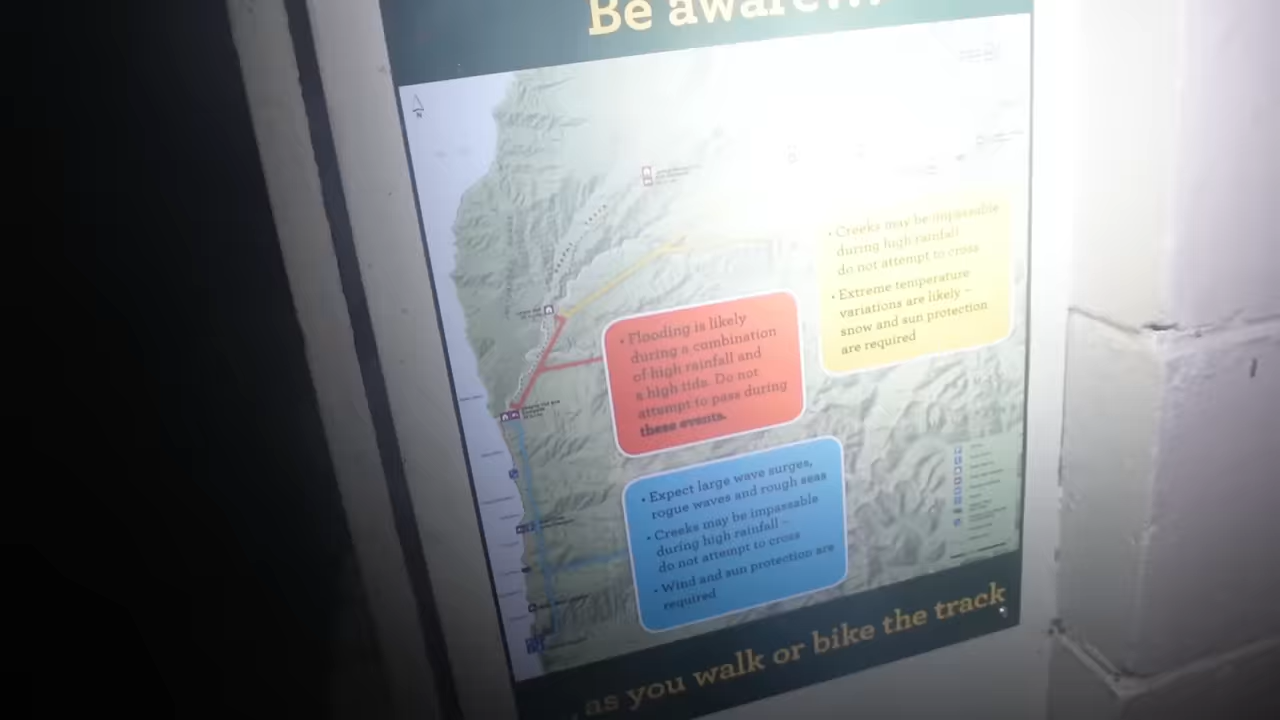 Be aware...
N
• Creeks may be impassable
during high rainfall
do not attempt to cross
• Extreme temperature
variations are likely –
snow and sun protection
are required
• Flooding is likely
during a combination
of high rainfall and
a high tide. Do not
attempt to pass during
these events.
• Expect large wave surges,
rogue waves and rough seas
• Creeks may be impassable
during high rainfall –
do not attempt to cross
• Wind and sun protection are
required
as you walk or bike the track